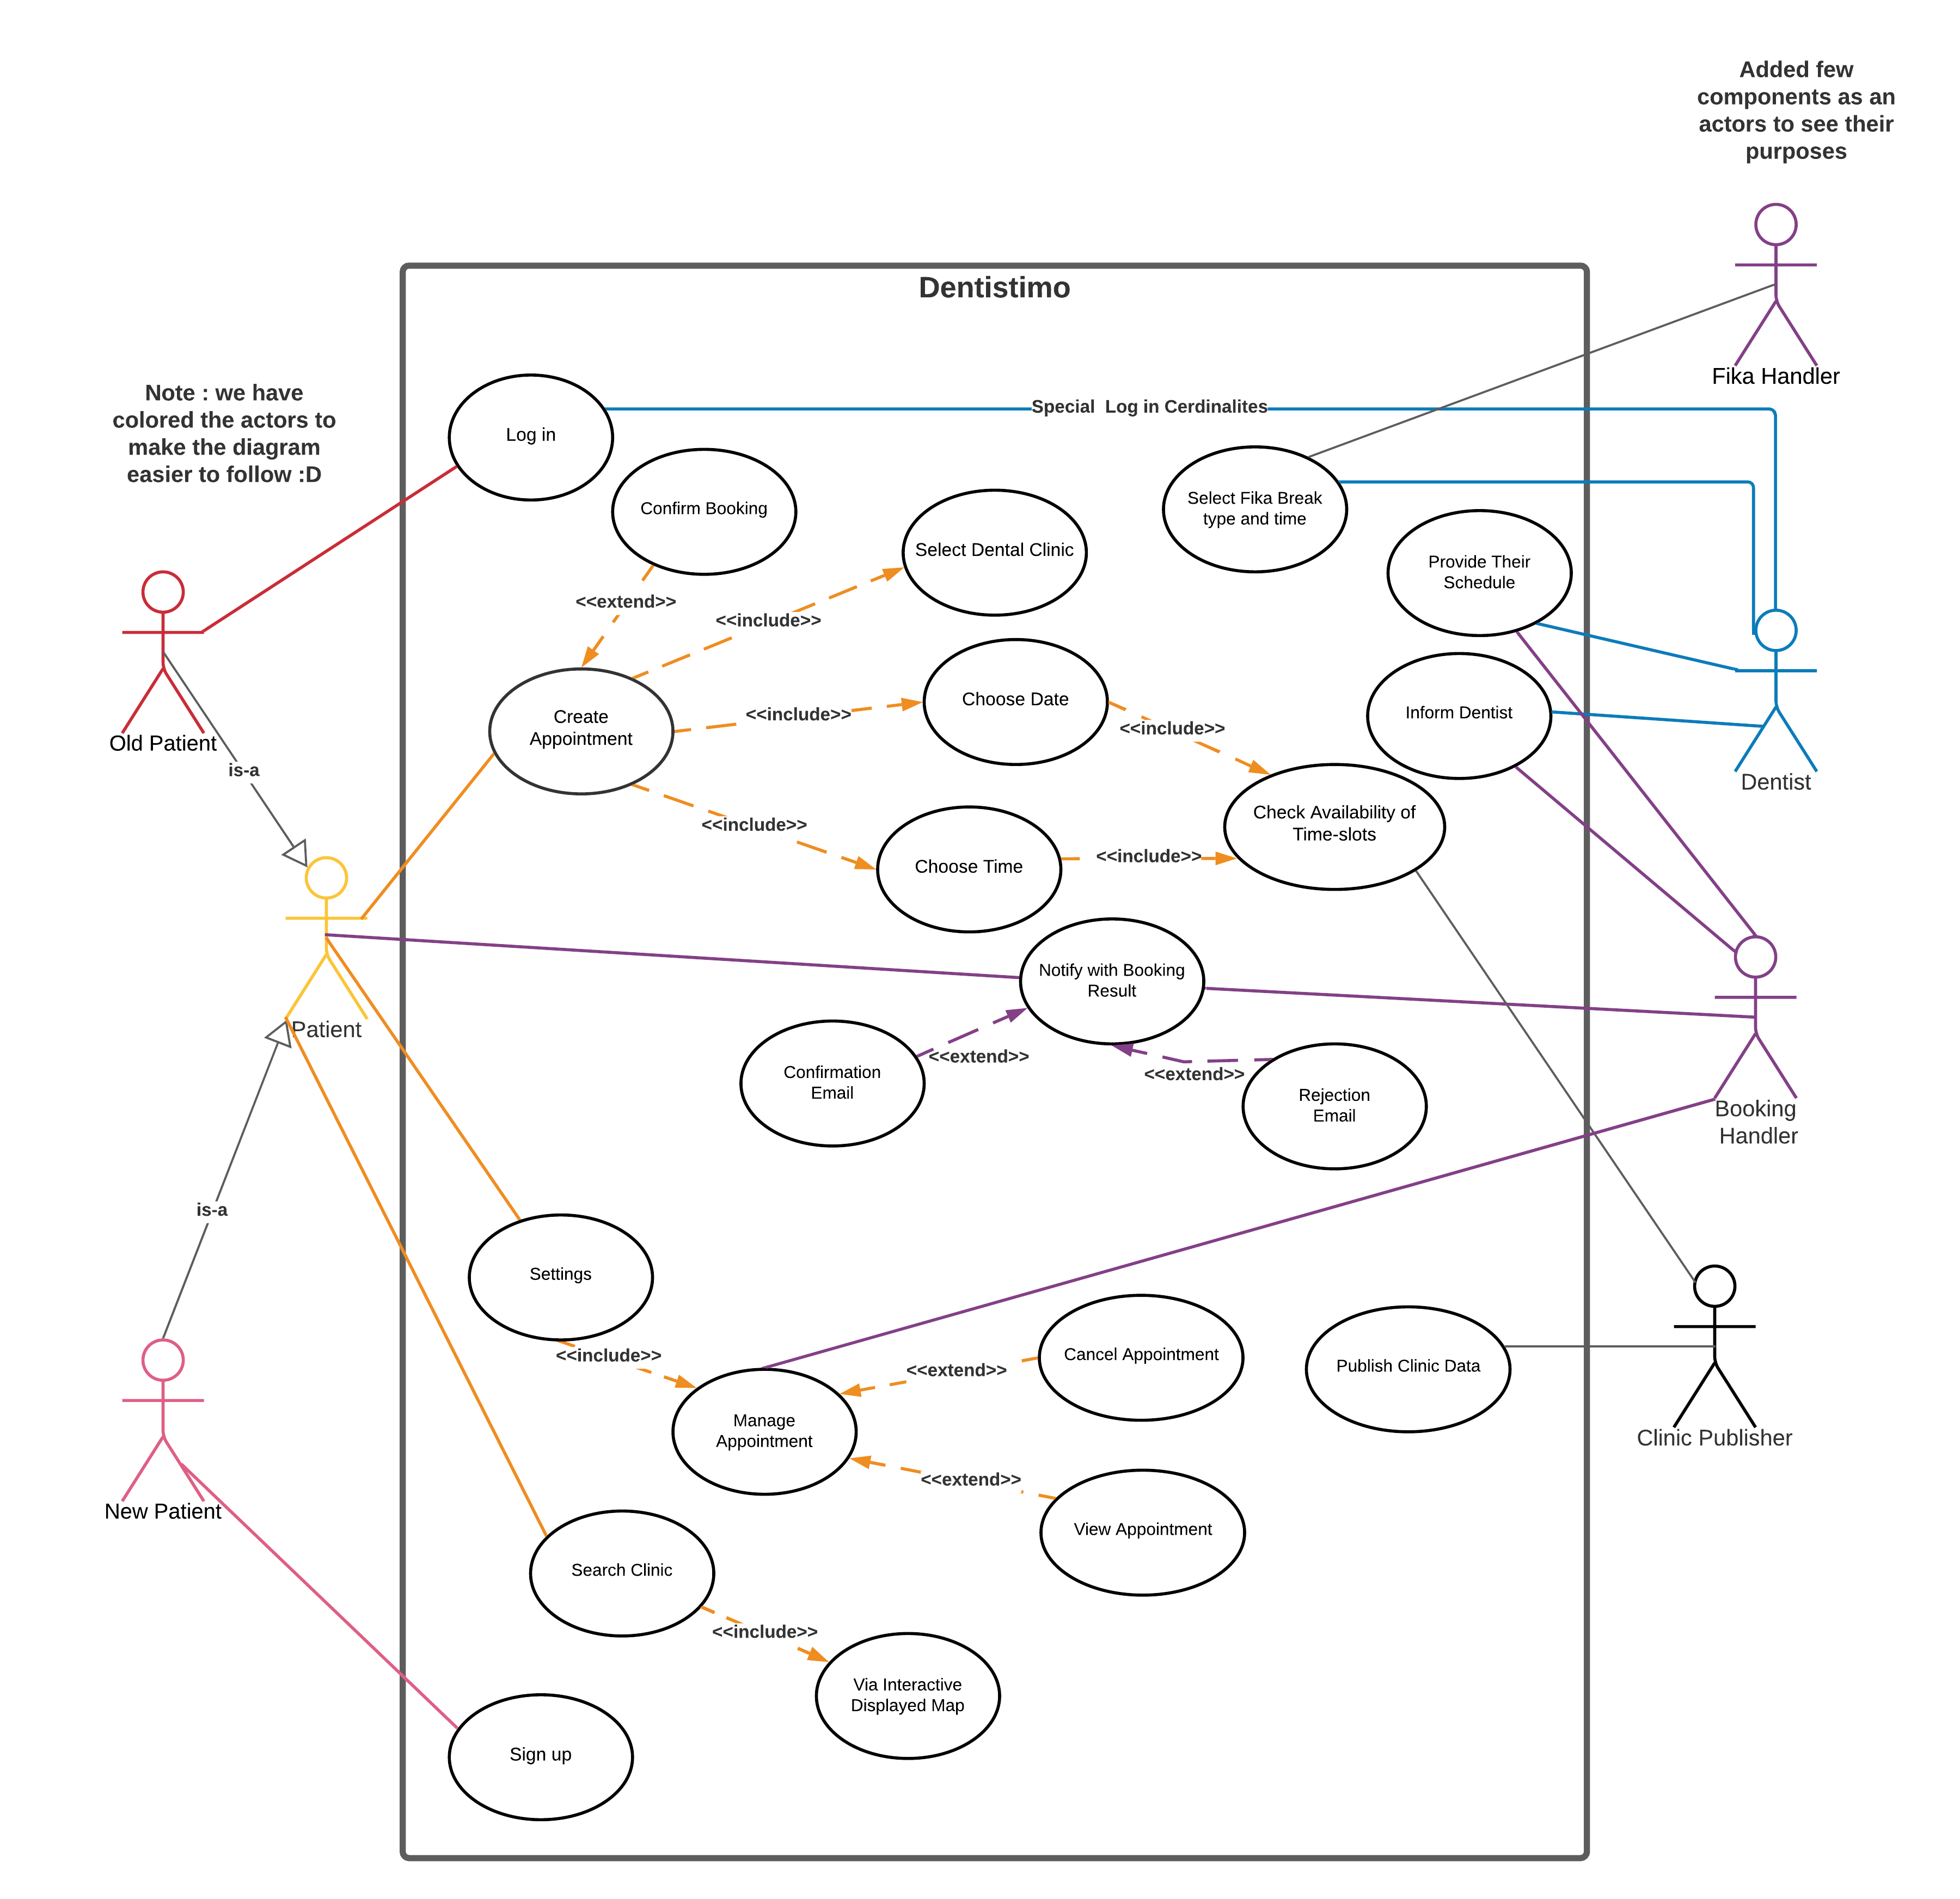 Added few
components as an
actors to see their
purposes
Dentistimo
Fika Handler
Note : we have
colored the actors to
make the diagram
easier to follow :D
Special  Log in Cerdinalites
Log in
Confirm Booking
Select Fika Break
type and time
Select Dental Clinic
Provide Their
Schedule
<<extend>>
<<include>>
Old Patient
is-a
Create
Appointment
<<include>>
Choose Date
<<include>>
Inform Dentist
Dentist
<<include>>
Choose Time
<<include>>
Check Availability of
Time-slots
Patient
Notify with Booking
Result
Confirmation
Email
<<extend>>
<<extend>>
Rejection
Email
Booking
Handler
is-a
Settings
<<include>>
Manage
Appointment
<<extend>>
Cancel Appointment
Publish Clinic Data
Clinic Publisher
<<extend>>
View Appointment
New Patient
Search Clinic
<<include>>
Via Interactive
Displayed Map
Sign up